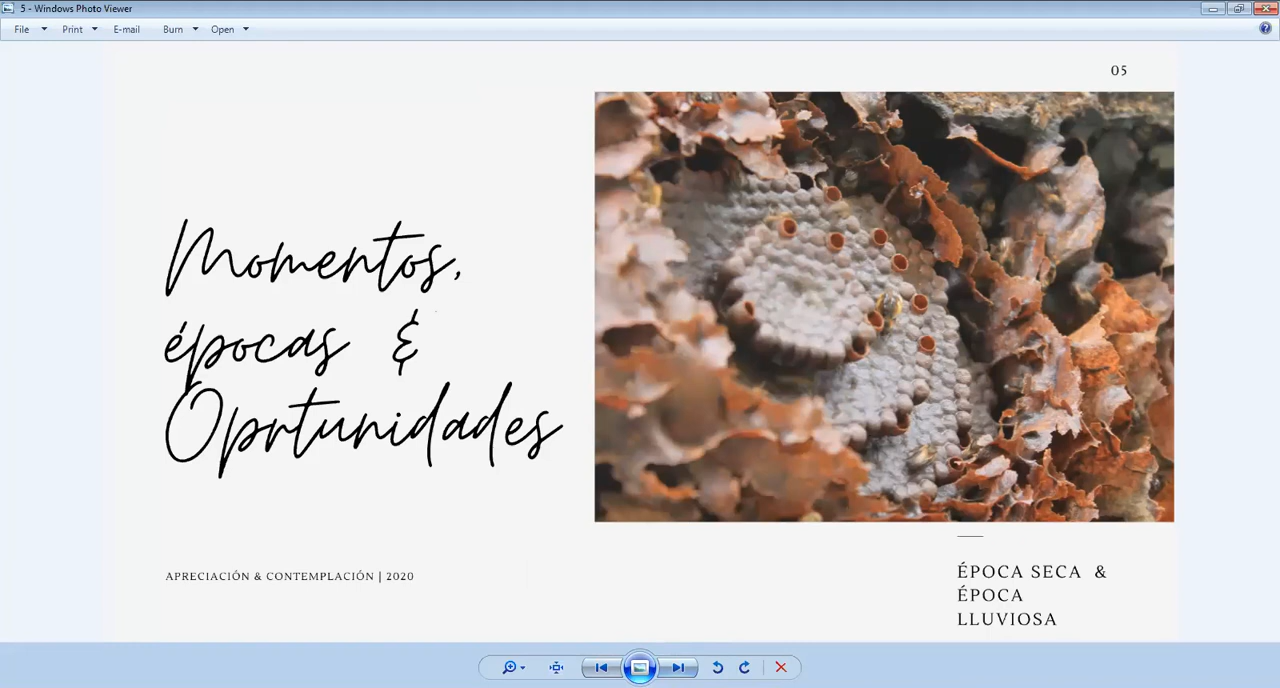 5 - Windows Photo Viewer
File Print E-mail Burn Open
05
Momentos,
épocas &
Oprtunidades
APRECIACIÓN & CONTEMPLACIÓN | 2020
ÉPOCA SECA &
ÉPOCA
LLUVIOSA